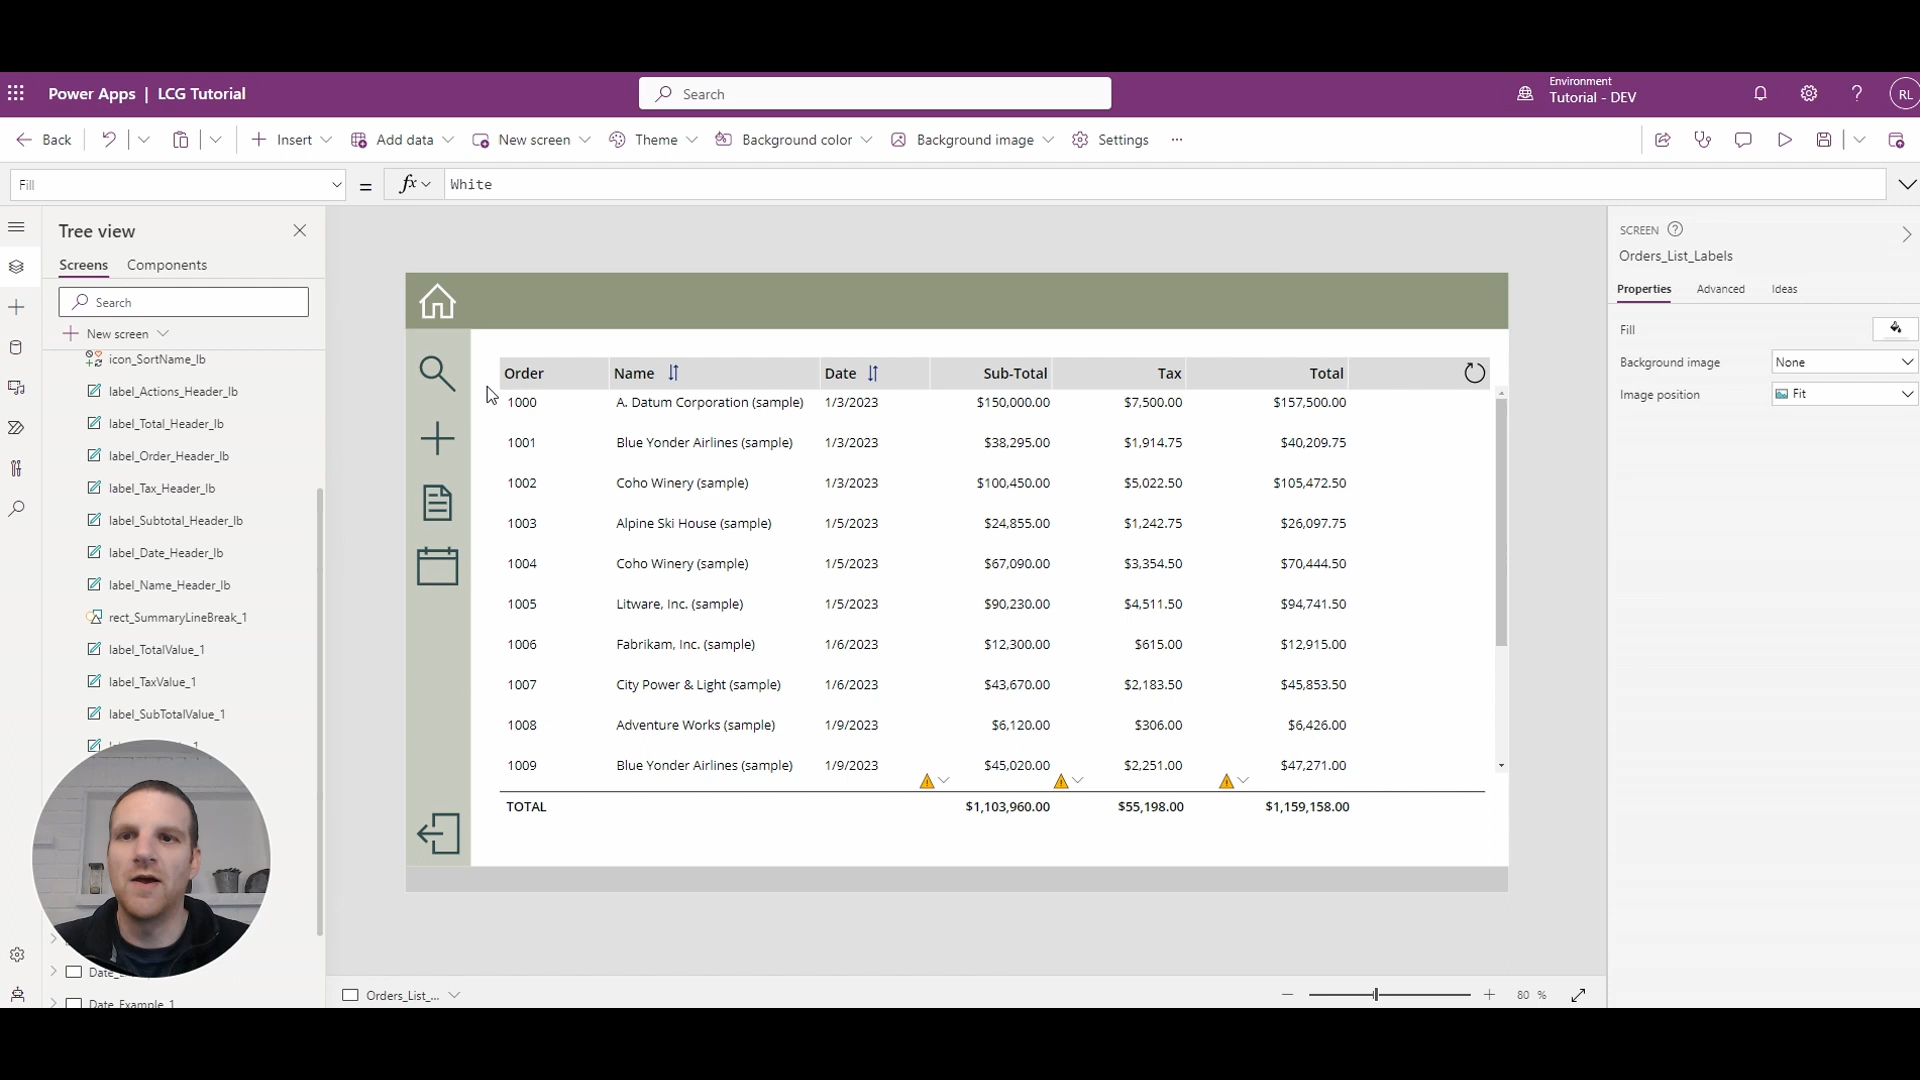 Power Apps | LCG Tutorial
Search
Environment
Tutorial - DEV
RL
Back
Insert
Add data
New screen
Theme
Background color
Background image
Settings
Fill
=
fx
White
Tree view
Screens
Components
Search
New screen
icon_SortName_lb
label_Actions_Header_lb
label_Total_Header_lb
label_Order_Header_lb
label_Tax_Header_lb
label_Subtotal_Header_lb
label_Date_Header_lb
label_Name_Header_lb
rect_SummaryLineBreak_1
label_TotalValue_1
label_TaxValue_1
label_SubTotalValue_1
Date_Example_1
Order Name Date Sub-Total Tax Total
1000 A. Datum Corporation (sample) 1/3/2023 $150,000.00 $7,500.00 $157,500.00
1001 Blue Yonder Airlines (sample) 1/3/2023 $38,295.00 $1,914.75 $40,209.75
1002 Coho Winery (sample) 1/3/2023 $100,450.00 $5,022.50 $105,472.50
1003 Alpine Ski House (sample) 1/5/2023 $24,855.00 $1,242.75 $26,097.75
1004 Coho Winery (sample) 1/5/2023 $67,090.00 $3,354.50 $70,444.50
1005 Litware, Inc. (sample) 1/5/2023 $90,230.00 $4,511.50 $94,741.50
1006 Fabrikam, Inc. (sample) 1/6/2023 $12,300.00 $615.00 $12,915.00
1007 City Power & Light (sample) 1/6/2023 $43,670.00 $2,183.50 $45,853.50
1008 Adventure Works (sample) 1/9/2023 $6,120.00 $306.00 $6,426.00
1009 Blue Yonder Airlines (sample) 1/9/2023 $45,020.00 $2,251.00 $47,271.00
TOTAL $1,103,960.00 $55,198.00 $1,159,158.00
Orders_List_...
80 %
SCREEN
Orders_List_Labels
Properties
Advanced
Ideas
Fill
Background image
None
Image position
Fit